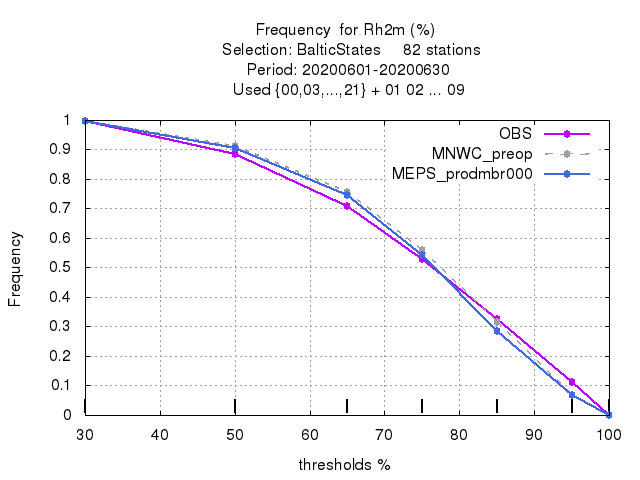 Frequency  for Rh2m (%)
Selection: BalticStates     82 stations
Period: 20200601-20200630
Used {00,03,...,21} + 01 02 ... 09
OBS
MNWC_preop
MEPS_prodmbr000
1
0.9
0.8
0.7
0.6
0.5
0.4
0.3
0.2
0.1
0
Frequency
30 40 50 60 70 80 90 100
thresholds %